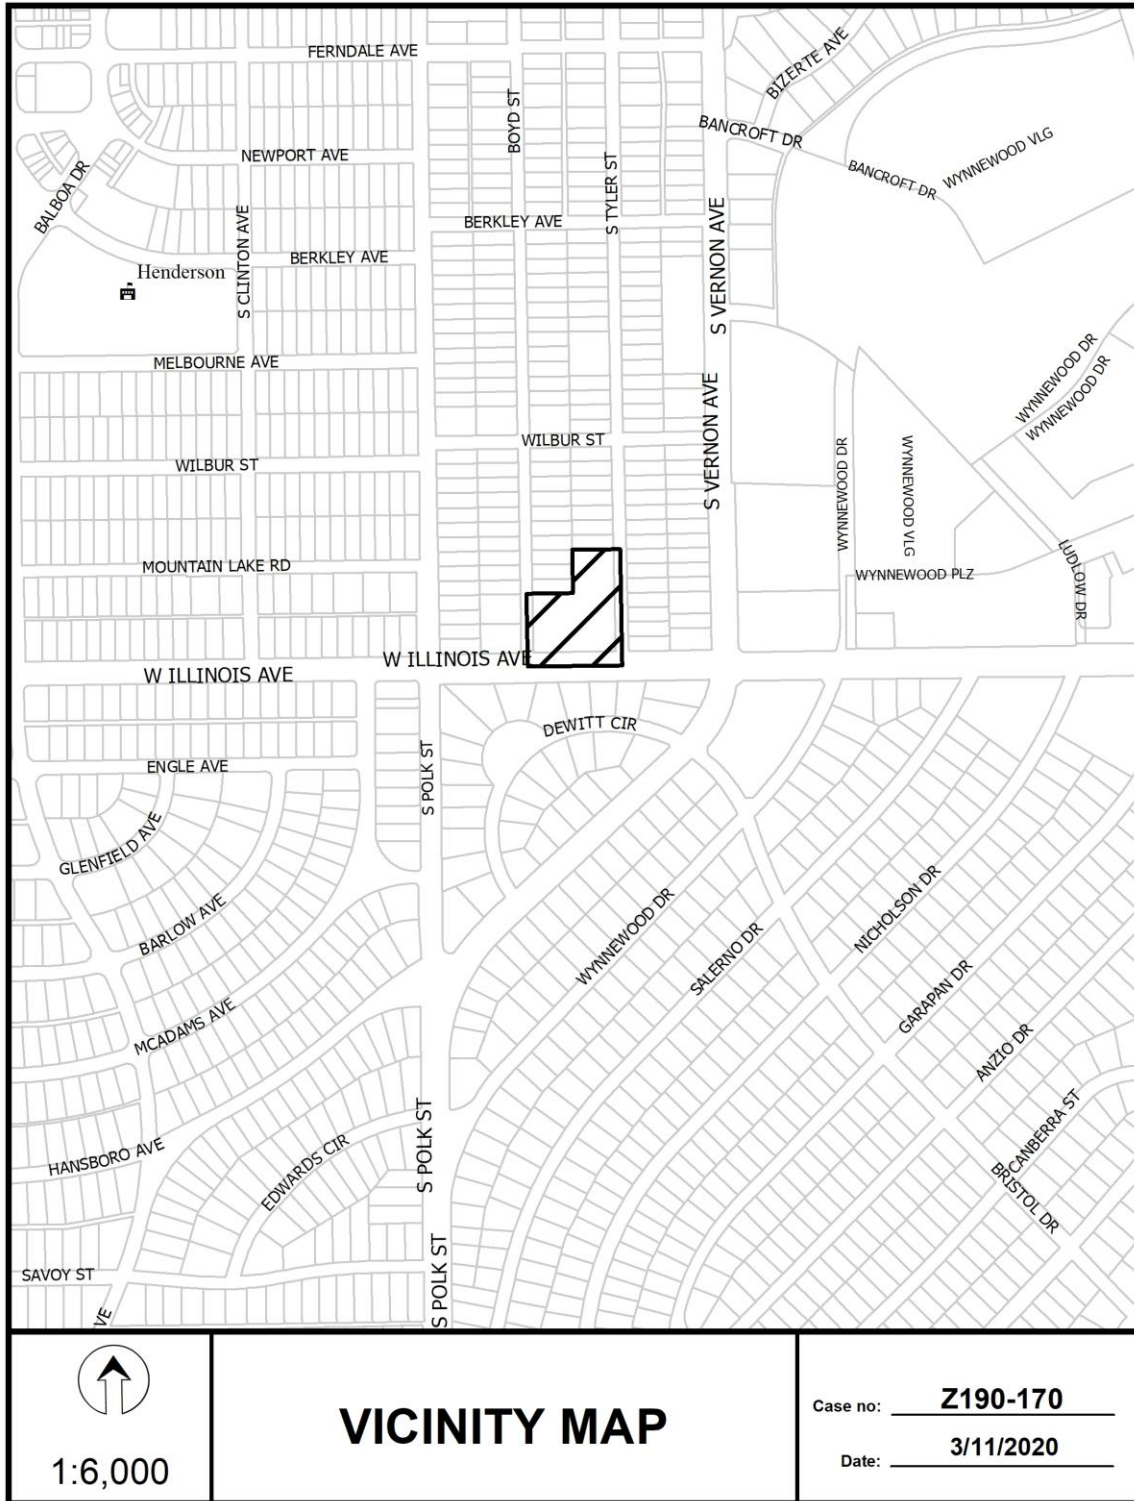 FERNDALE AVE
BIZERTE AVE
BOYD ST
BANCROFT DR
NEWPORT AVE
S TYLER ST
WYNNEWOOD VLG
BANCROFT DR
BALBOA DR
S CLINTON AVE
BERKLEY AVE
S VERNON AVE
BERKLEY AVE
Henderson
MELBOURNE AVE
WYNNEWOOD DR
WYNNEWOOD DR
S VERNON AVE
WILBUR ST
WILBUR ST
WYNNEWOOD DR
WYNNEWOOD VLG
MOUNTAIN LAKE RD
WYNNEWOOD PLZ
LUDLOW DR
W ILLINOIS AVE
W ILLINOIS AVE
DEWITT CIR
ENGLE AVE
S POLK ST
GLENFIELD AVE
BARLOW AVE
WYNNEWOOD DR
SALERNO DR
NICHOLSON DR
GARAPAN DR
MCADAMS AVE
ANZIO DR
S POLK ST
CANBERRA ST
HANSBORO AVE
EDWARDS CIR
BRISTOL DR
S POLK ST
SAVOY ST
VE
1:6,000
VICINITY MAP
Case no: Z190-170
Date: 3/11/2020